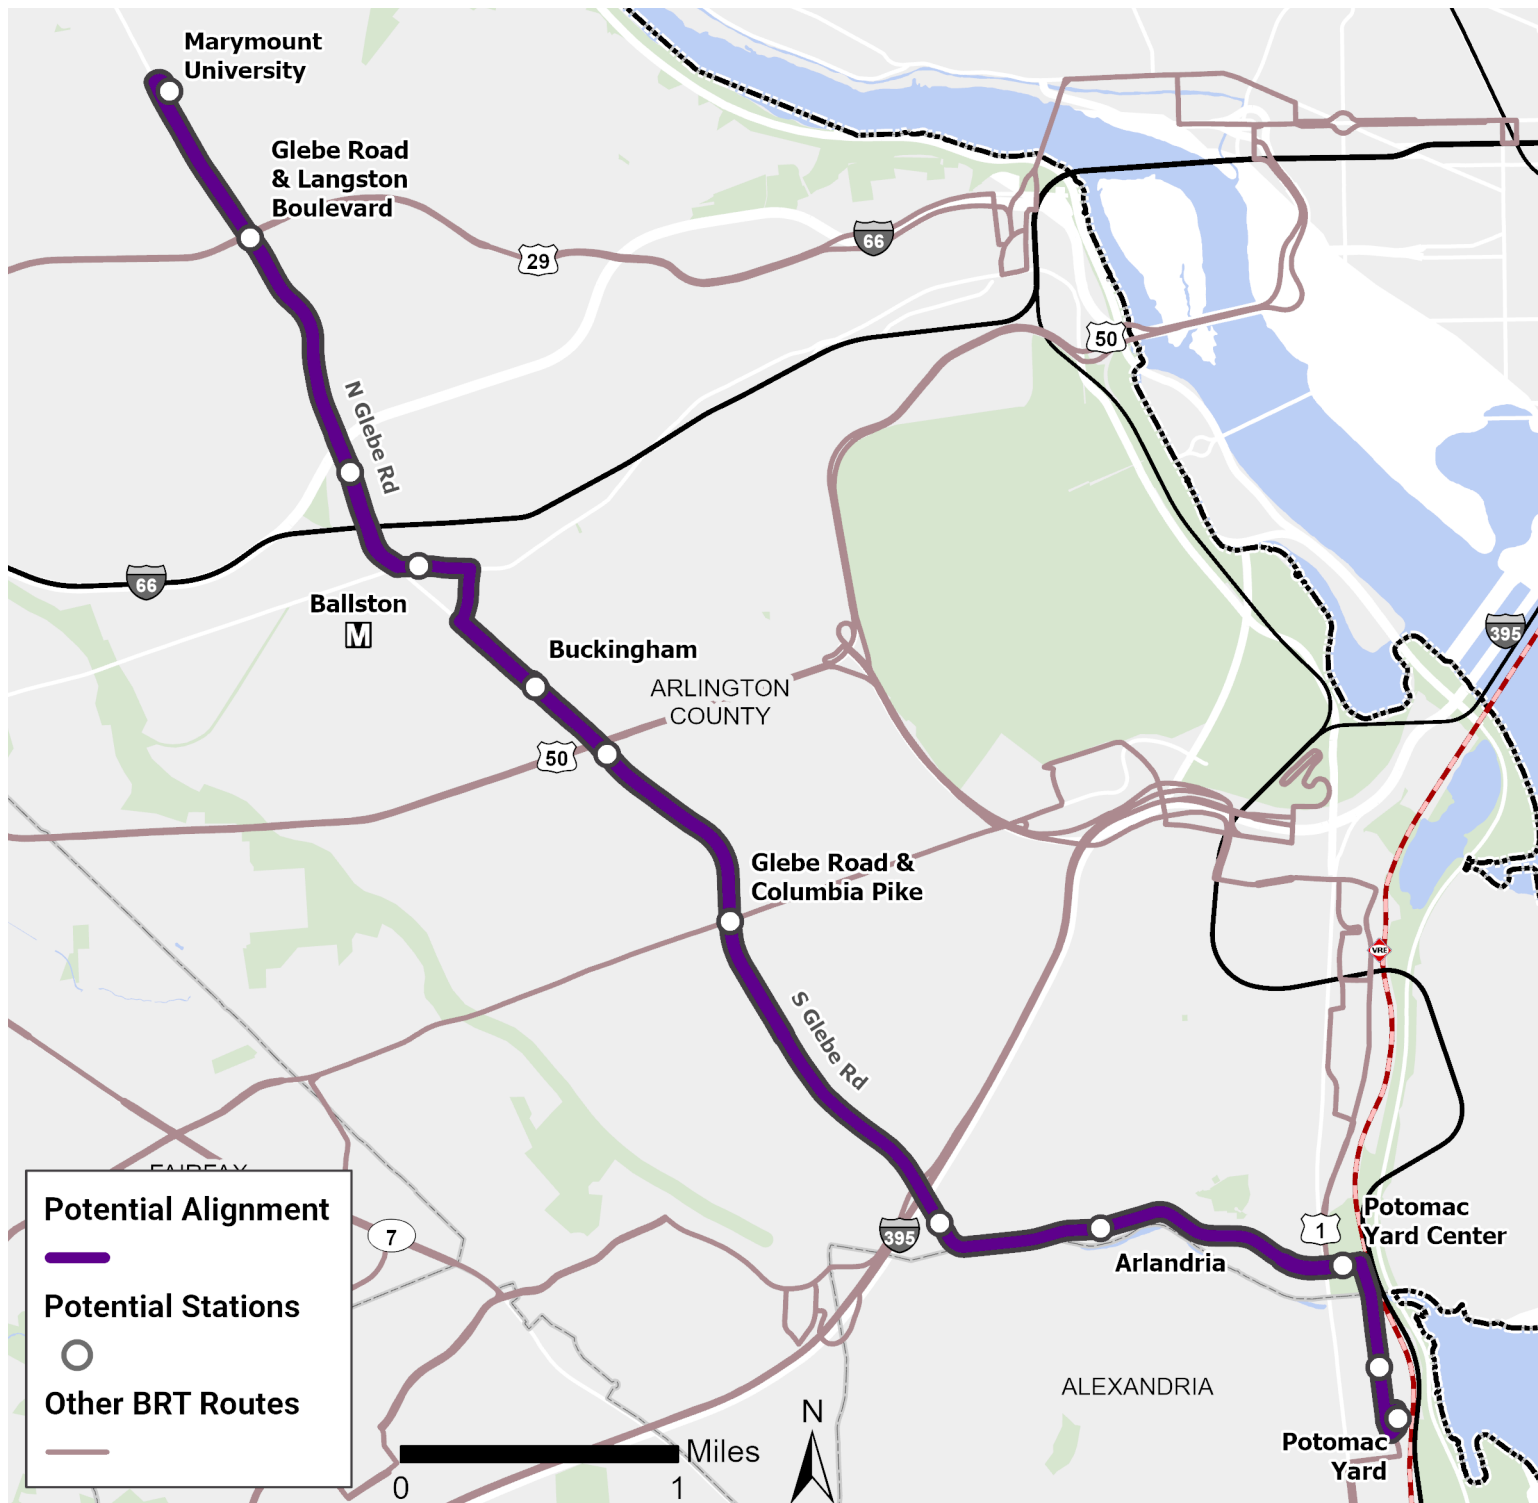 Marymount
University
Glebe Road
& Langston
Boulevard
29
66
50
N Glebe Rd
66
Ballston
M
395
Buckingham
ARLINGTON
COUNTY
50
Glebe Road &
Columbia Pike
VRE
S Glebe Rd
FAIRFAX
Potential Alignment
Potential Stations
Other BRT Routes
7
395
Arlandria
1
Potomac
Yard Center
ALEXANDRIA
N
Miles
0
1
Potomac
Yard